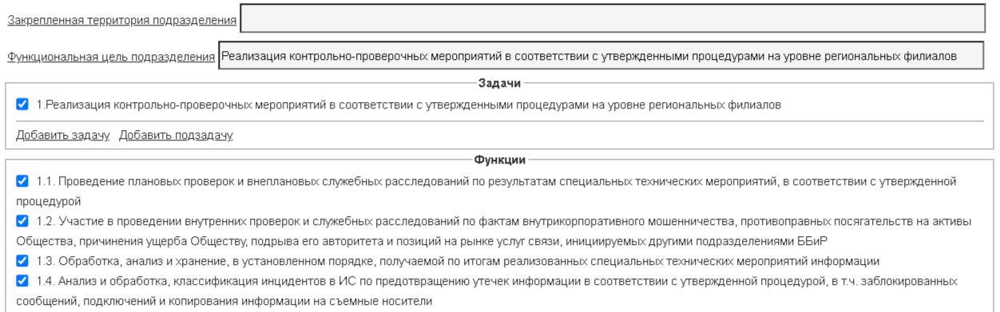 Закрепленная территория подразделения
Функциональная цель подразделения Реализация контрольно-проверочных мероприятий в соответствии с утвержденными процедурами на уровне региональных филиалов
Задачи
1.Реализация контрольно-проверочных мероприятий в соответствии с утвержденными процедурами на уровне региональных филиалов
Добавить задачу Добавить подзадачу
Функции
1.1. Проведение плановых проверок и внеплановых служебных расследований по результатам специальных технических мероприятий, в соответствии с утвержденной
процедурой
1.2. Участие в проведении внутренних проверок и служебных расследований по фактам внутрикорпоративного мошенничества, противоправных посягательств на активы
Общества, причинения ущерба Обществу, подрыва его авторитета и позиций на рынке услуг связи, инициируемых другими подразделениями ББиР
1.3. Обработка, анализ и хранение, в установленном порядке, получаемой по итогам реализованных специальных технических мероприятий информации
1.4. Анализ и обработка, классификация инцидентов в ИС по предотвращению утечек информации в соответствии с утвержденной процедурой, в т.ч. заблокированных
сообщений, подключений и копирования информации на съемные носители